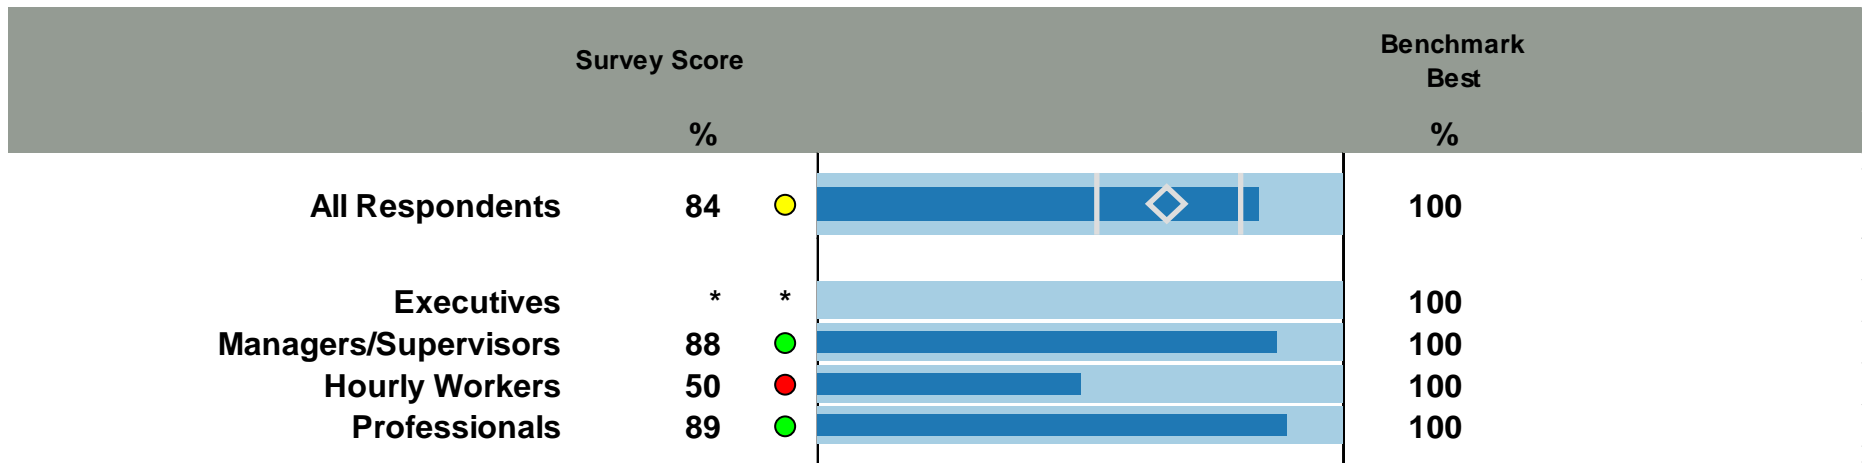 Survey Score
Benchmark
Best
% %
All Respondents 84 100
Executives * * 100
Managers/Supervisors 88 100
Hourly Workers 50 100
Professionals 89 100